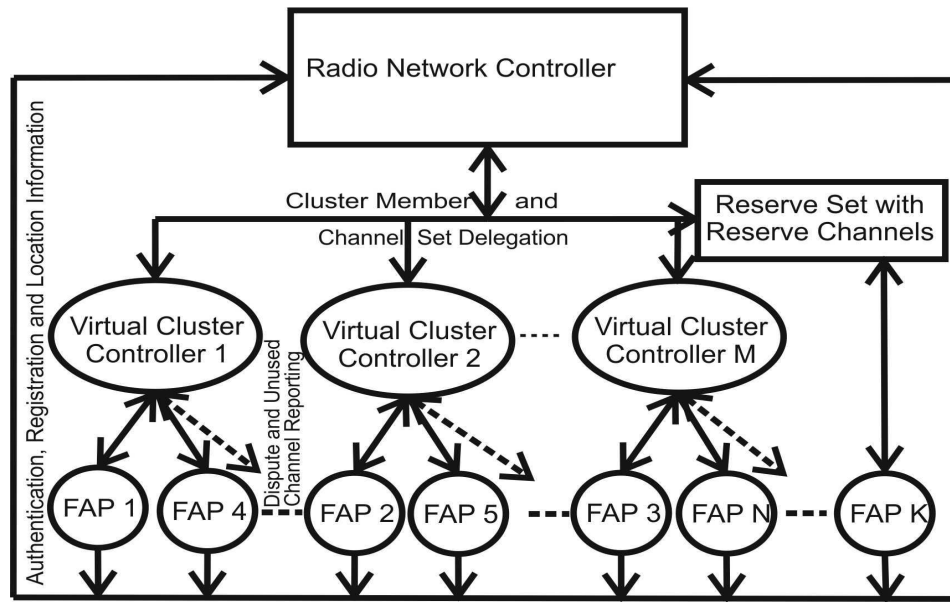 Radio Network Controller
Authentication, Registration and Location Information
Cluster Member and
Channel Set Delegation
Reserve Set with
Reserve Channels
Virtual Cluster
Controller 1
Virtual Cluster
Controller 2
Virtual Cluster
Controller M
Dispute and Unused
Channel Reporting
FAP 1
FAP 4
FAP 2
FAP 5
FAP 3
FAP N
FAP K